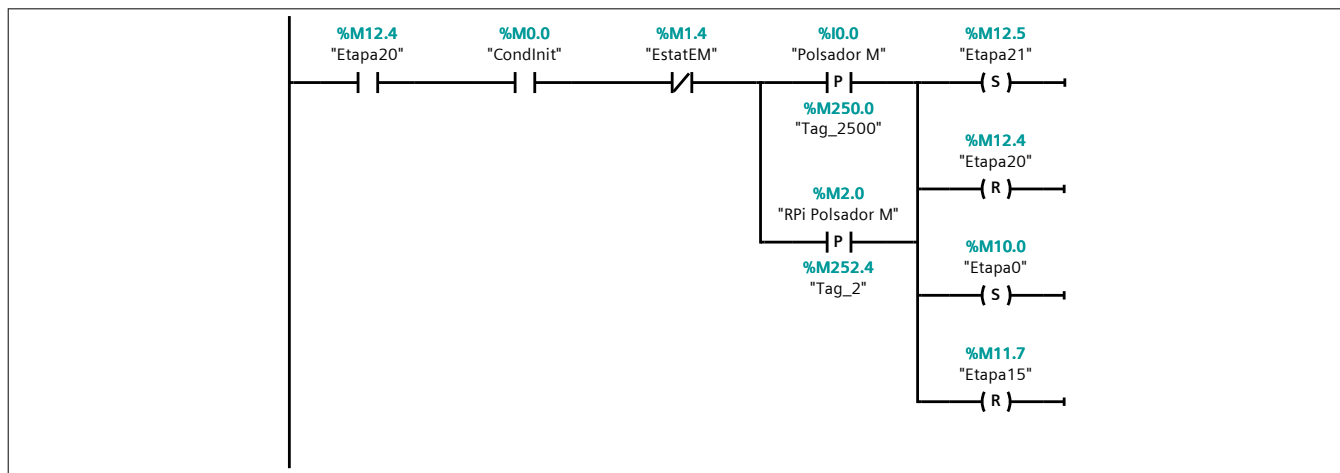 %M12.4
"Etapa20"
%M0.0
"CondInit"
%M1.4
"EstatEM"
%I0.0
"Polsador M"
P
%M250.0
"Tag_2500"
%M12.5
"Etapa21"
S
%M12.4
"Etapa20"
R
%M2.0
"RPi Polsador M"
P
%M252.4
"Tag_2"
%M10.0
"Etapa0"
S
%M11.7
"Etapa15"
R